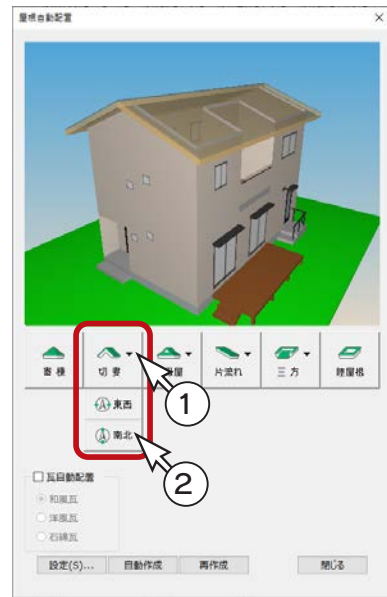 屋根自動配置
寄棟
切妻
屋
片流れ
三方
陸屋根
東西
南北
1
2
瓦自動配置
和風瓦
洋風瓦
石綿瓦
設定(S)... 自動作成 再作成 閉じる